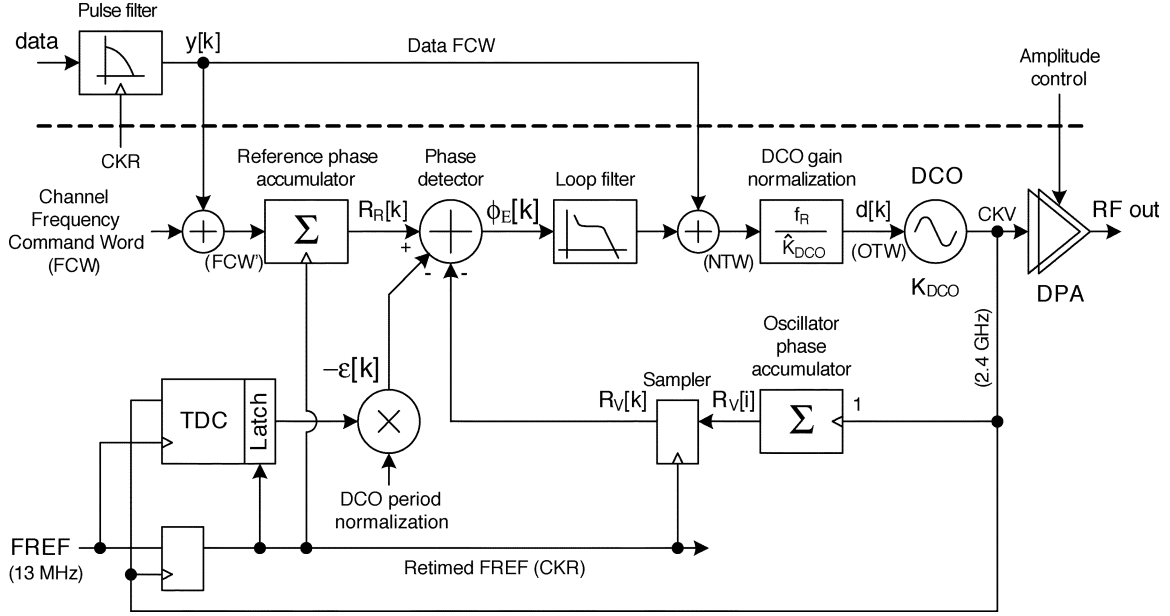 Pulse filter
data
y[k]
Data FCW
Amplitude
control
CKR
Channel
Frequency
Command Word
(FCW)
(FCW')
Reference phase
accumulator
Σ
R_R[k]
+
-
-
Phase
detector
ϕ_E[k]
Loop filter
(NTW)
DCO gain
normalization
f_R
K̂_DCO
d[k]
(OTW)
DCO
K_DCO
CKV
RF out
DPA
(2.4 GHz)
Oscillator
phase
accumulator
Σ
1
R_V[i]
Sampler
R_V[k]
−ε[k]
TDC
Latch
DCO period
normalization
FREF
(13 MHz)
Retimed FREF (CKR)